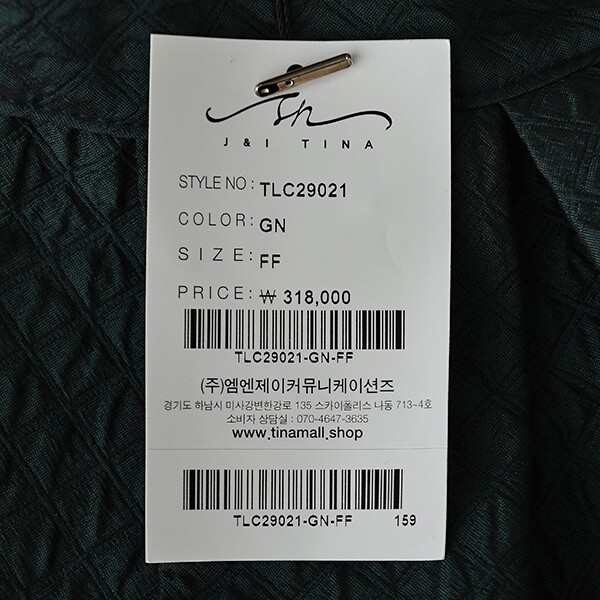 J & I TINA
STYLE NO : TLC29021
COLOR: GN
SIZE: FF
PRICE: ₩ 318,000
TLC29021-GN-FF
(주)엠엔제이커뮤니케이션즈
경기도 하남시 미사강변한강로 135 스카이폴리스 나동 713~4호
소비자 상담실 : 070-4647-3635
www.tinamall.shop
TLC29021-GN-FF 159